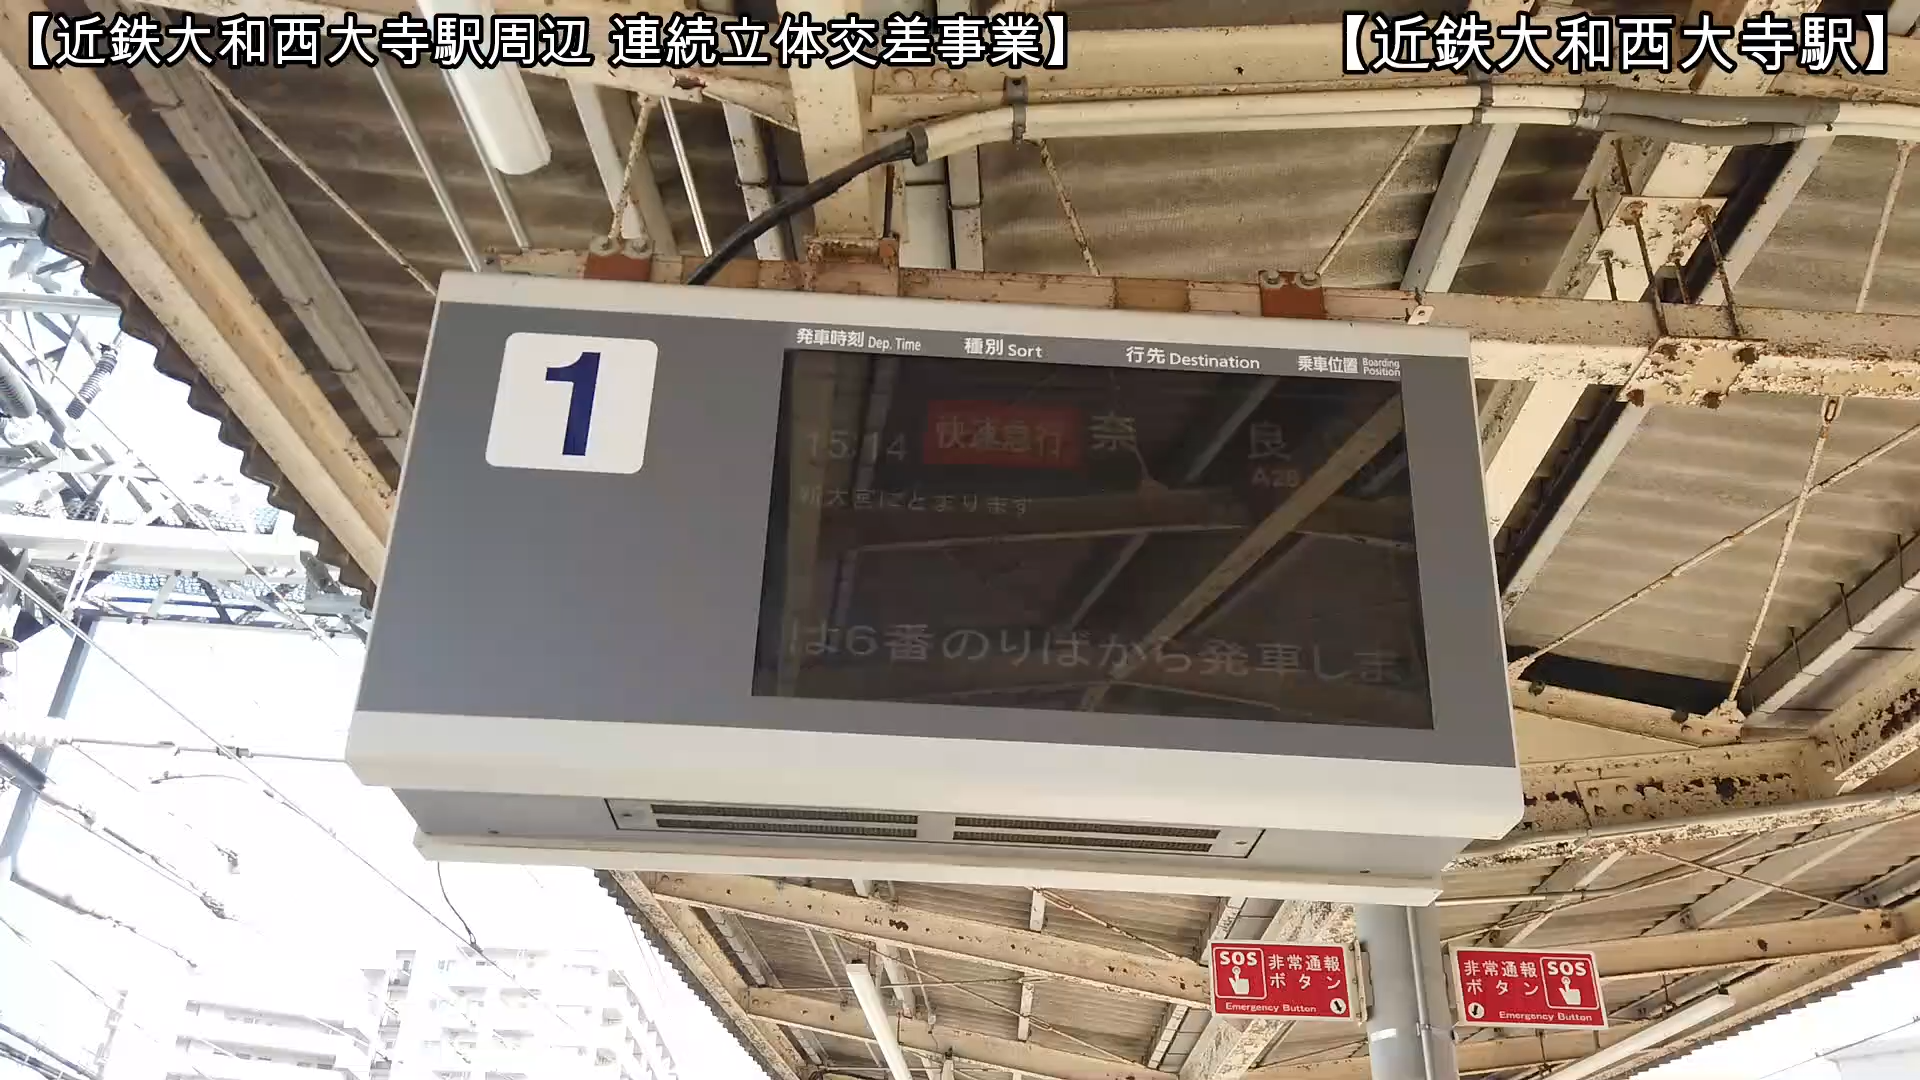 【近鉄大和西大寺駅周辺 連続立体交差事業】
【近鉄大和西大寺駅】
1
発車時刻 Dep. Time 種別 Sort 行先 Destination 乗車位置 Boarding Position
15:14 快速急行 奈良
A28
新大宮にとまります
は6番のりばから発車しま
SOS 非常通報ボタン
Emergency Button
非常通報ボタン SOS
Emergency Button